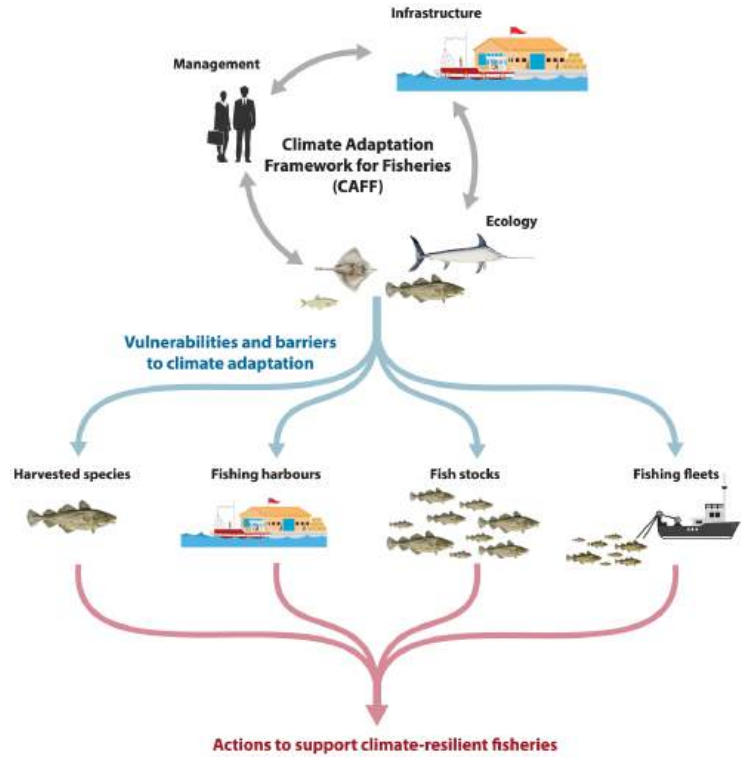 Infrastructure
Management
Climate Adaptation
Framework for Fisheries
(CAFF)
Ecology
Vulnerabilities and barriers
to climate adaptation
Harvested species
Fishing harbours
Fish stocks
Fishing fleets
Actions to support climate-resilient fisheries